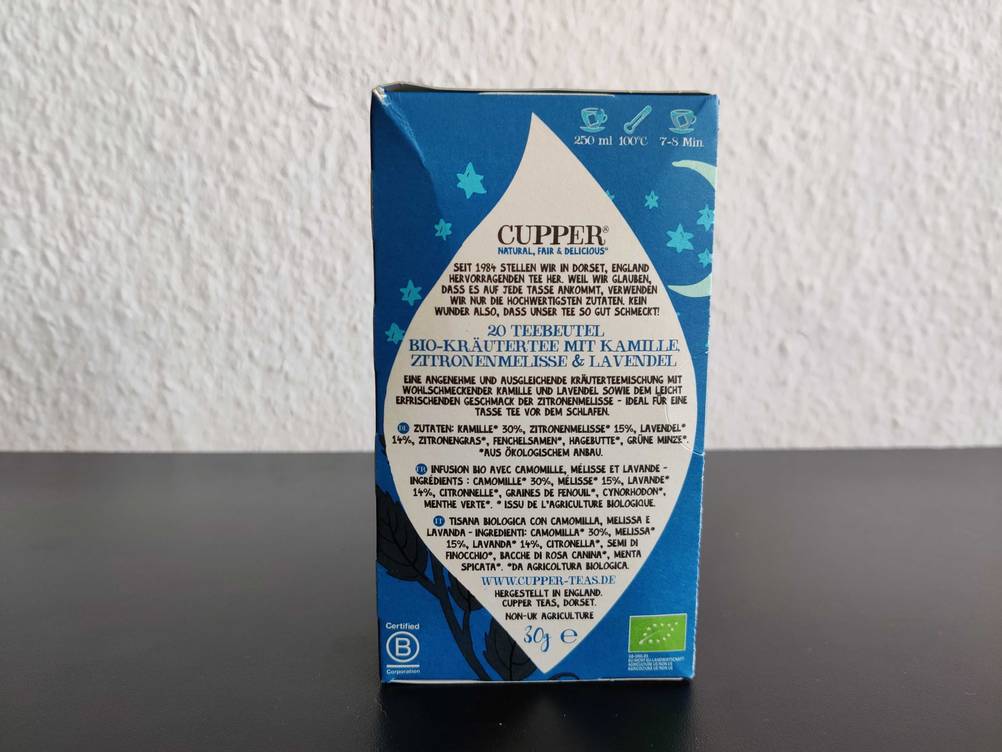 250 ml 100°C 7-8 Min.
CUPPER®
NATURAL, FAIR & DELICIOUS™
SEIT 1984 STELLEN WIR IN DORSET, ENGLAND
HERVORRAGENDEN TEE HER. WEIL WIR GLAUBEN,
DASS ES AUF JEDE TASSE ANKOMMT, VERWENDEN
WIR NUR DIE HOCHWERTIGSTEN ZUTATEN. KEIN
WUNDER ALSO, DASS UNSER TEE SO GUT SCHMECKT!
20 TEEBEUTEL
BIO-KRÄUTERTEE MIT KAMILLE,
ZITRONENMELISSE & LAVENDEL
EINE ANGENEHME UND AUSGLEICHENDE KRÄUTERTEEMISCHUNG MIT
WOHLSCHMECKENDER KAMILLE UND LAVENDEL SOWIE DEM LEICHT
ERFRISCHENDEN GESCHMACK DER ZITRONENMELISSE - IDEAL FÜR EINE
TASSE TEE VOR DEM SCHLAFEN.
DE ZUTATEN: KAMILLE* 30%, ZITRONENMELISSE* 15%, LAVENDEL*
14%, ZITRONENGRAS*, FENCHELSAMEN*, HAGEBUTTE*, GRÜNE MINZE*.
*AUS ÖKOLOGISCHEM ANBAU.
FR INFUSION BIO AVEC CAMOMILLE, MÉLISSE ET LAVANDE -
INGRÉDIENTS : CAMOMILLE* 30%, MÉLISSE* 15%, LAVANDE*
14%, CITRONNELLE*, GRAINES DE FENOUIL*, CYNORHODON*,
MENTHE VERTE*. * ISSU DE L'AGRICULTURE BIOLOGIQUE.
IT TISANA BIOLOGICA CON CAMOMILLA, MELISSA E
LAVANDA - INGREDIENTI: CAMOMILLA* 30%, MELISSA*
15%, LAVANDA* 14%, CITRONELLA*, SEMI DI
FINOCCHIO*, BACCHE DI ROSA CANINA*, MENTA
SPICATA*. *DA AGRICOLTURA BIOLOGICA.
WWW.CUPPER-TEAS.DE
HERGESTELLT IN ENGLAND.
CUPPER TEAS, DORSET.
NON-UK AGRICULTURE
30g e
Certified
B
Corporation